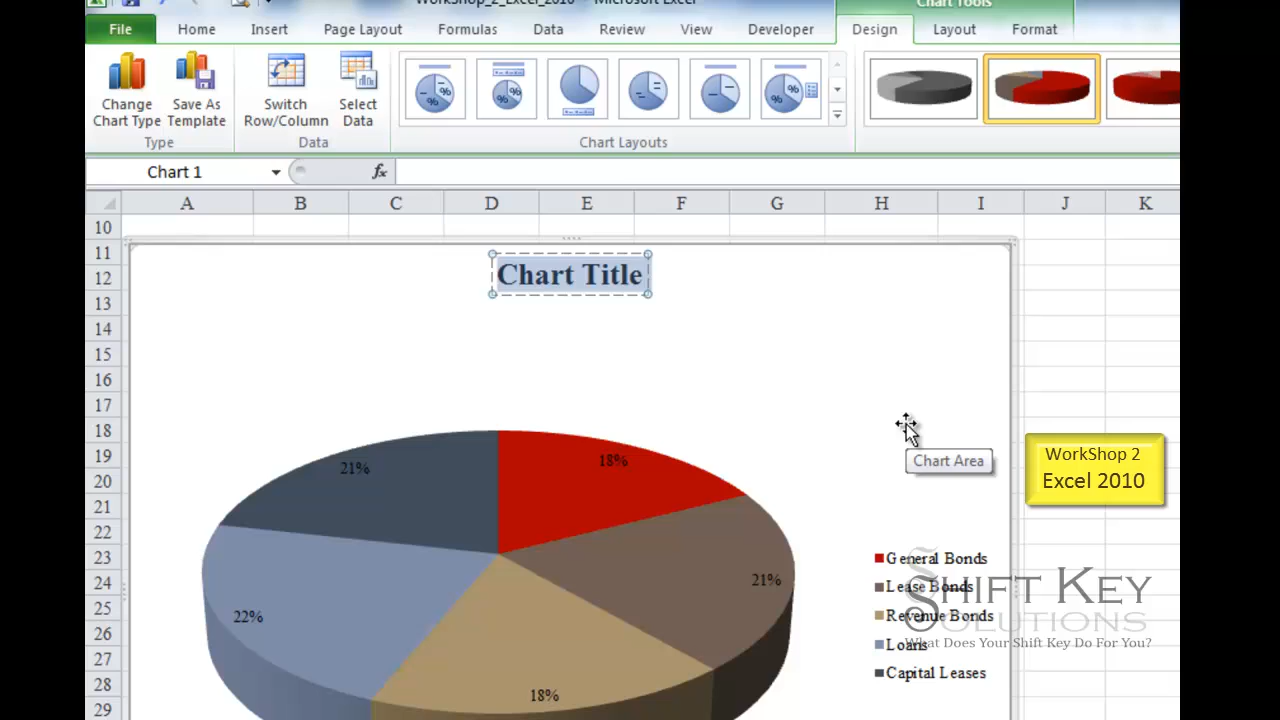 WorkShop_2_Excel_2010 - Microsoft Excel
Chart Tools
File Home Insert Page Layout Formulas Data Review View Developer Design Layout Format
Change Chart Type
Save As Template
Switch Row/Column
Select Data
Type Data Chart Layouts
Chart 1 fx
A B C D E F G H I J K
10
11
12
13
14
15
16
17
18
19
20
21
22
23
24
25
26
27
28
29
Chart Title
18%
21%
18%
22%
21%
Chart Area
WorkShop 2
Excel 2010
General Bonds
Lease Bonds
Revenue Bonds
Loans
Capital Leases
Shift Key
Solutions
What Does Your Shift Key Do For You?